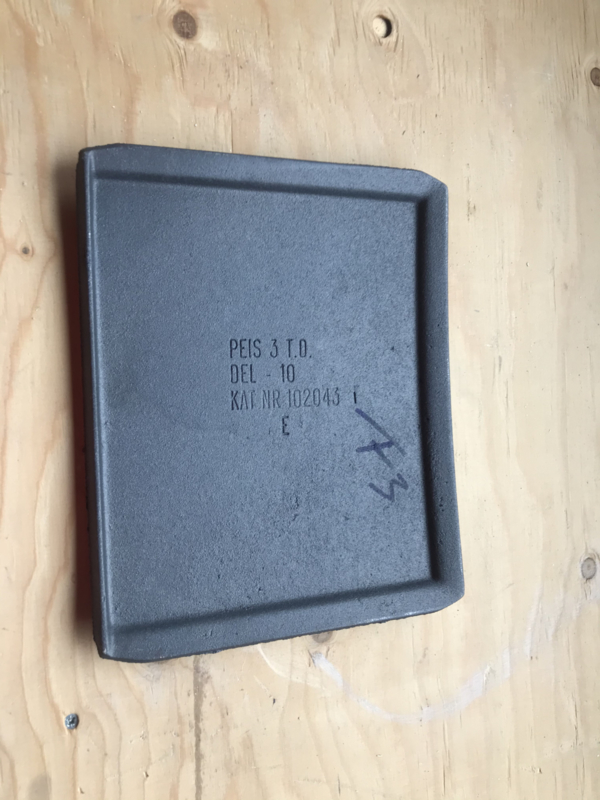 PEIS 3 T.O.
DEL - 10
KAT NR 102043
E